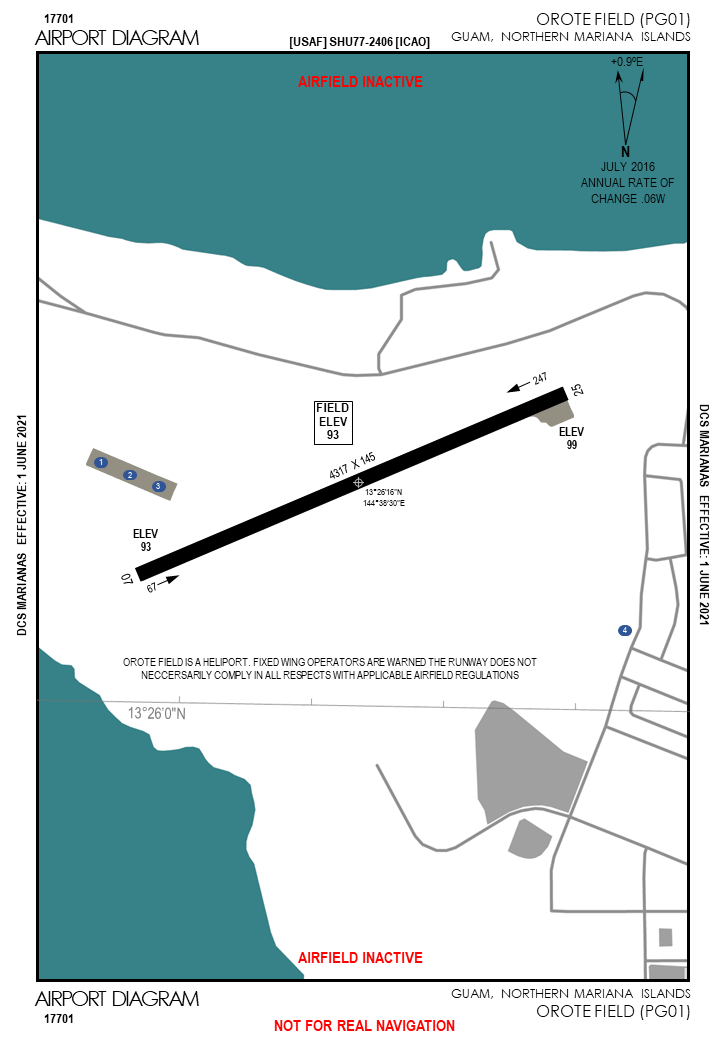 17701
AIRPORT DIAGRAM
[USAF] SHU77-2406 [ICAO]
OROTE FIELD (PG01)
GUAM, NORTHERN MARIANA ISLANDS
AIRFIELD INACTIVE
+0.9ºE
N
JULY 2016
ANNUAL RATE OF
CHANGE .06W
247
25
FIELD
ELEV
93
ELEV
99
4317 X 145
13°26'16"N
144°38'30"E
1
2
3
ELEV
93
07
67
4
DCS MARIANAS EFFECTIVE: 1 JUNE 2021
DCS MARIANAS EFFECTIVE: 1 JUNE 2021
OROTE FIELD IS A HELIPORT. FIXED WING OPERATORS ARE WARNED THE RUNWAY DOES NOT
NECCERSARILY COMPLY IN ALL RESPECTS WITH APPLICABLE AIRFIELD REGULATIONS
13°26'0"N
AIRFIELD INACTIVE
AIRPORT DIAGRAM
17701
GUAM, NORTHERN MARIANA ISLANDS
OROTE FIELD (PG01)
NOT FOR REAL NAVIGATION